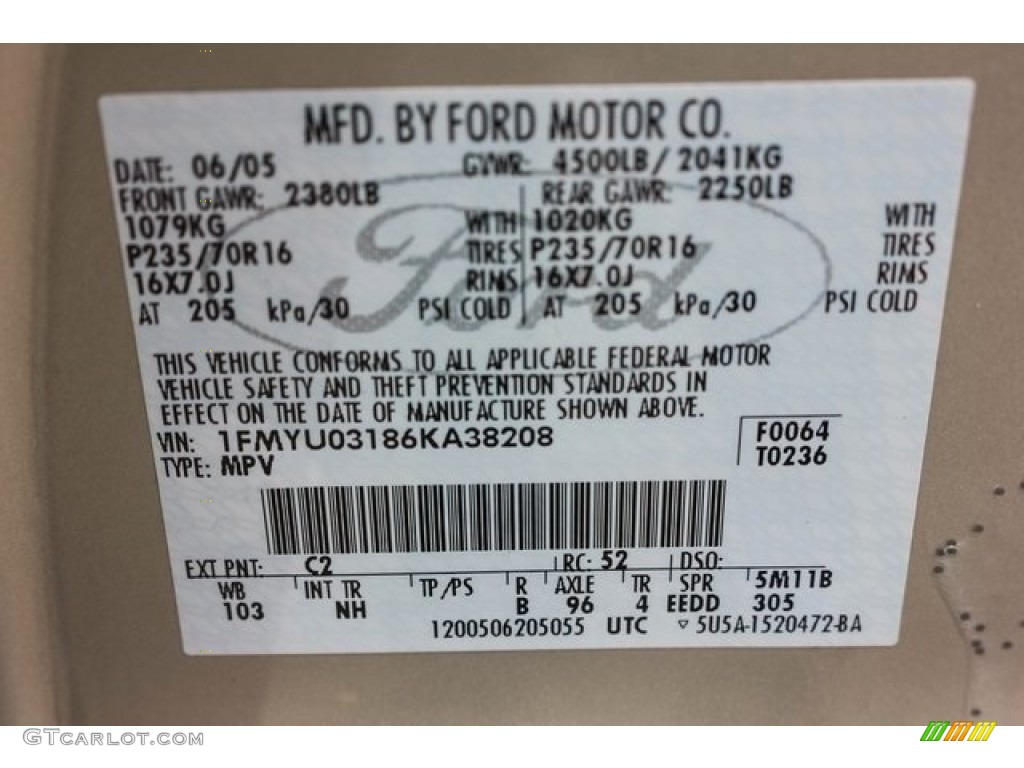 MFD. BY FORD MOTOR CO.
DATE: 06/05 GVWR: 4500LB / 2041KG
FRONT GAWR: 2380LB REAR GAWR: 2250LB
1079KG WITH 1020KG WITH
P235/70R16 TIRES P235/70R16 TIRES
16X7.0J RIMS 16X7.0J RIMS
AT 205 kPa/30 PSI COLD AT 205 kPa/30 PSI COLD
Ford
THIS VEHICLE CONFORMS TO ALL APPLICABLE FEDERAL MOTOR
VEHICLE SAFETY AND THEFT PREVENTION STANDARDS IN
EFFECT ON THE DATE OF MANUFACTURE SHOWN ABOVE.
VIN: 1FMYU03186KA38208 F0064
TYPE: MPV T0236
EXT PNT: C2 RC: 52 DSO:
WB INT TR TP/PS R AXLE TR SPR 5M11B
103 NH B 96 4 EEDD 305
1200506205055 UTC ▽ 5U5A-1520472-BA
GTCARLOT.COM